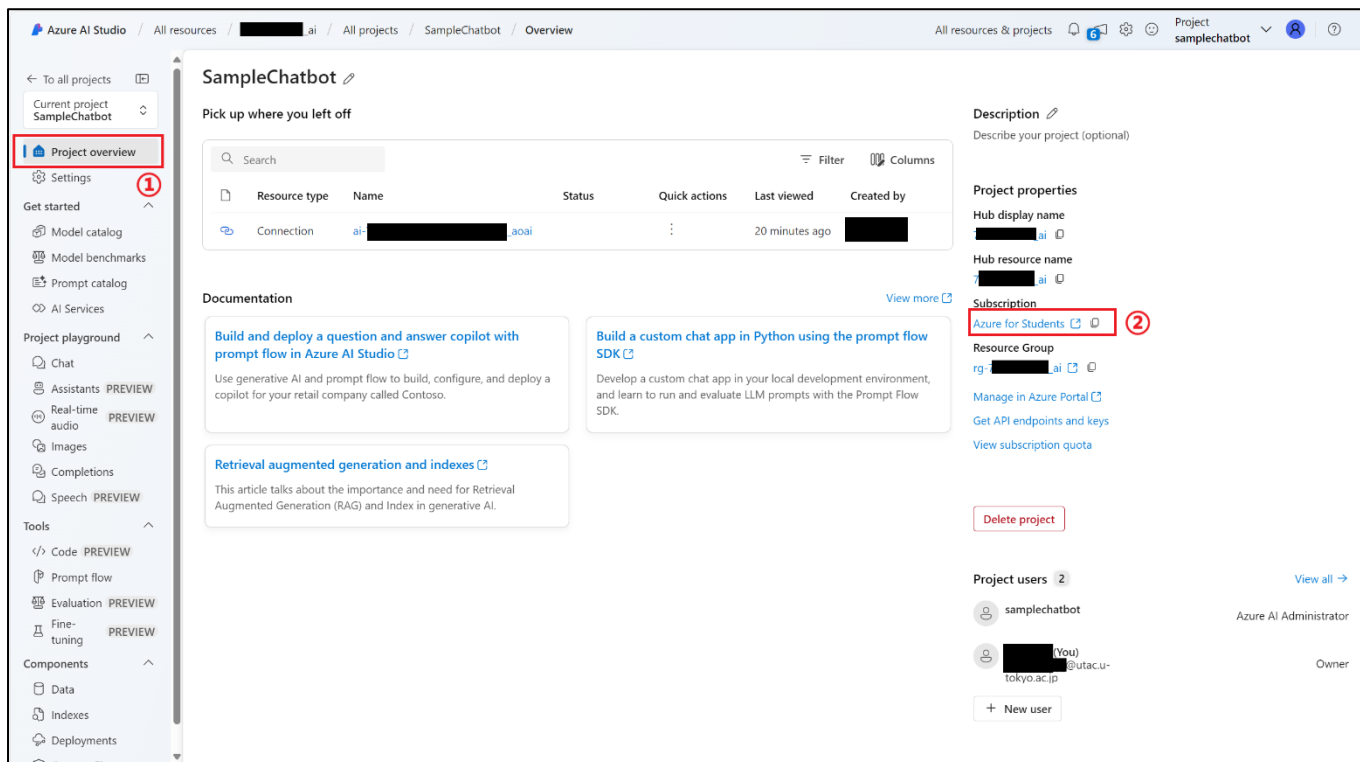 Azure AI Studio / All resources / _ai / All projects / SampleChatbot / Overview
All resources & projects 6 Project
samplechatbot
To all projects
Current project
SampleChatbot
Project overview
①
Settings
Get started
Model catalog
Model benchmarks
Prompt catalog
AI Services
Project playground
Chat
Assistants PREVIEW
Real-time
audio PREVIEW
Images
Completions
Speech PREVIEW
Tools
Code PREVIEW
Prompt flow
Evaluation PREVIEW
Fine-
tuning PREVIEW
Components
Data
Indexes
Deployments
SampleChatbot
Pick up where you left off
Search Filter Columns
Resource type Name Status Quick actions Last viewed Created by
Connection ai- _aoai 20 minutes ago
Documentation View more
Build and deploy a question and answer copilot with
prompt flow in Azure AI Studio
Use generative AI and prompt flow to build, configure, and deploy a
copilot for your retail company called Contoso.
Build a custom chat app in Python using the prompt flow
SDK
Develop a custom chat app in your local development environment,
and learn to run and evaluate LLM prompts with the Prompt Flow
SDK.
Retrieval augmented generation and indexes
This article talks about the importance and need for Retrieval
Augmented Generation (RAG) and Index in generative AI.
Description
Describe your project (optional)
Project properties
Hub display name
_ai
Hub resource name
7 _ai
Subscription
Azure for Students ②
Resource Group
rg-7 _ai
Manage in Azure Portal
Get API endpoints and keys
View subscription quota
Delete project
Project users 2 View all →
samplechatbot Azure AI Administrator
(You)
@utac.u-
tokyo.ac.jp
Owner
+ New user